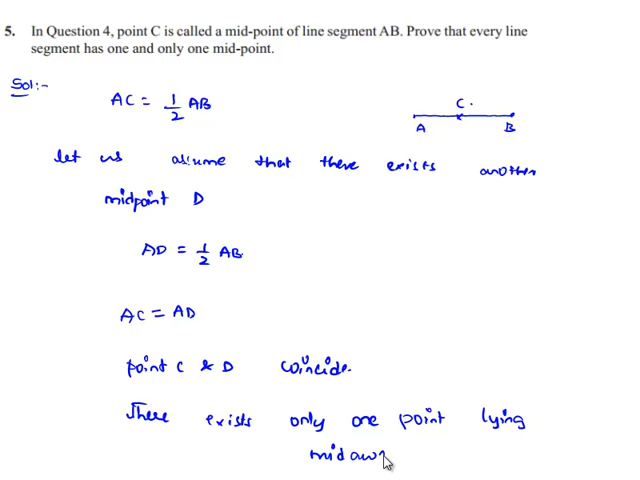 5. In Question 4, point C is called a mid-point of line segment AB. Prove that every line
segment has one and only one mid-point.
Sol:-
AC = 1/2 AB
C.
A B
let us assume that there exists another
midpoint D
AD = 1/2 AB
AC = AD
point C & D coincide.
There exists only one point lying